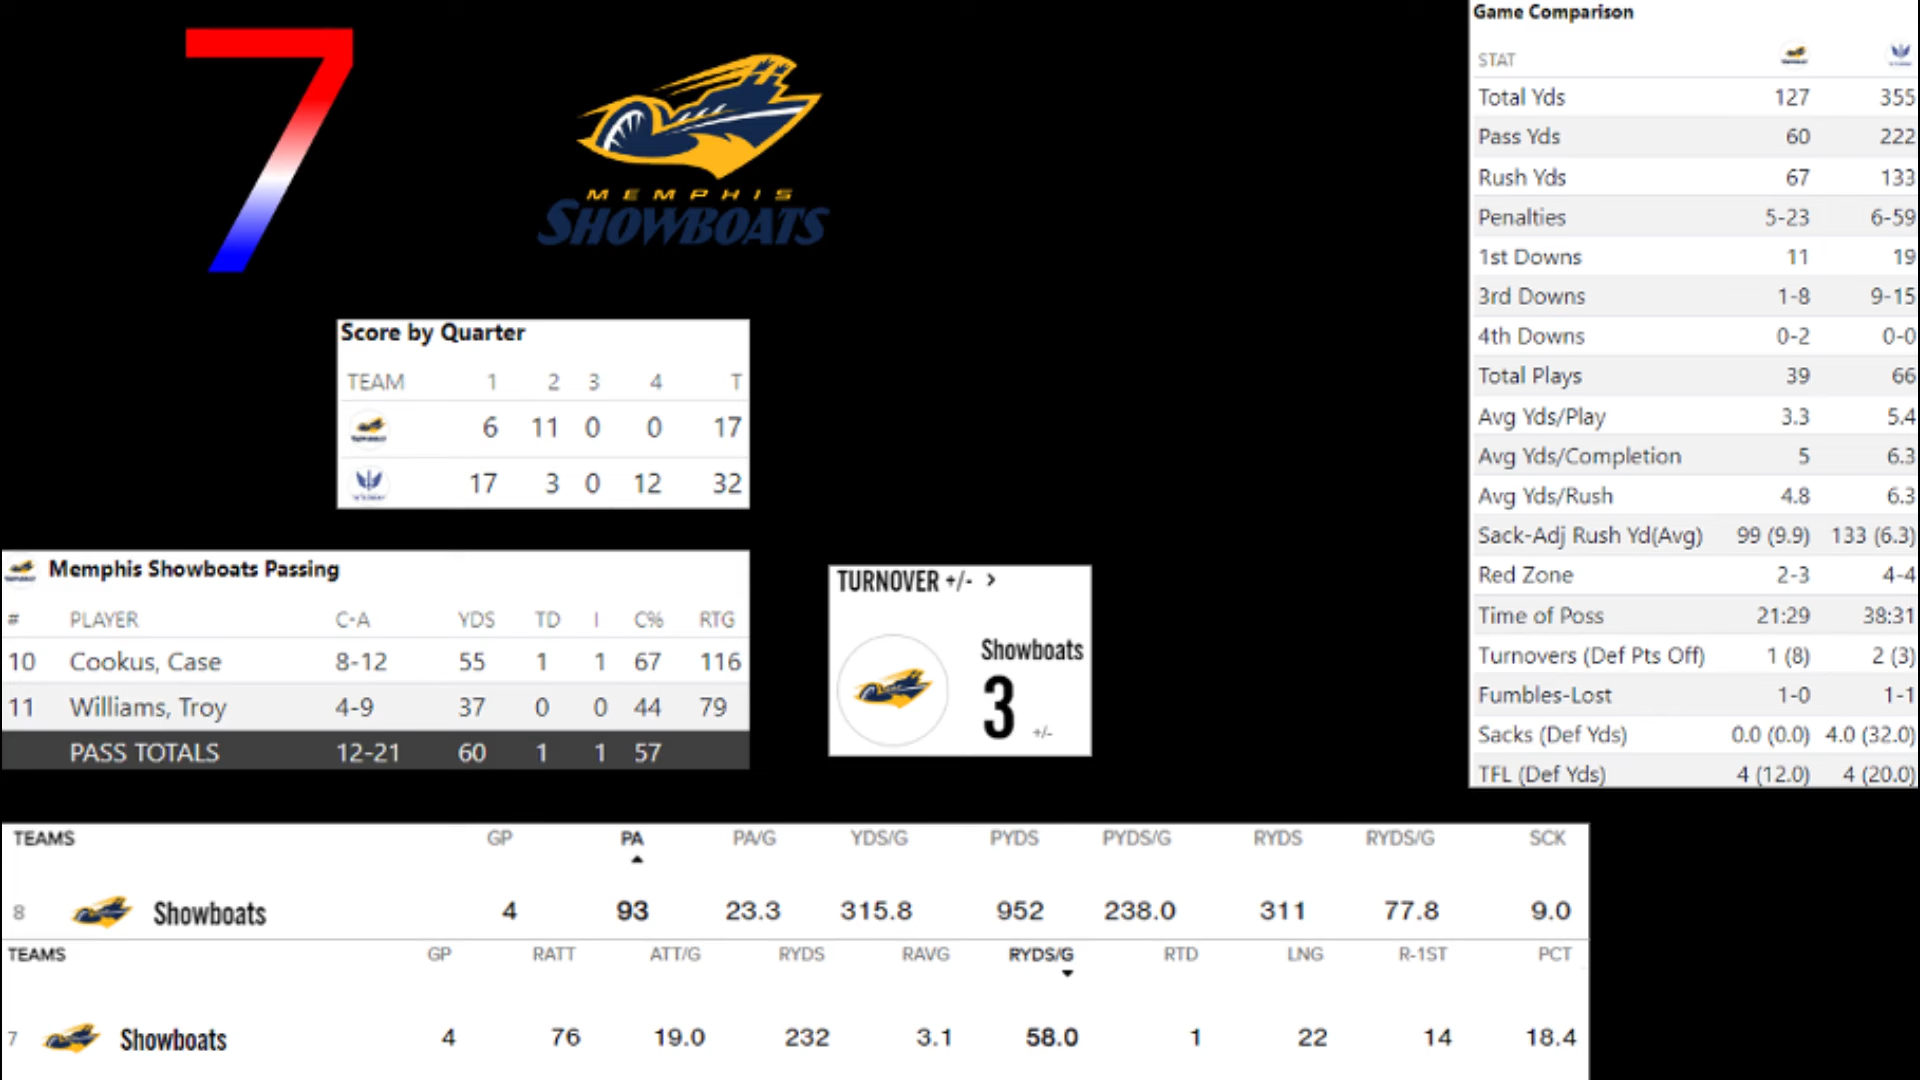 7
MEMPHIS
SHOWBOATS
Score by Quarter
TEAM 1 2 3 4 T
6 11 0 0 17
17 3 0 12 32
Memphis Showboats Passing
# PLAYER C-A YDS TD I C% RTG
10 Cookus, Case 8-12 55 1 1 67 116
11 Williams, Troy 4-9 37 0 0 44 79
PASS TOTALS 12-21 60 1 1 57
TURNOVER +/- >
Showboats
3 +/-
Game Comparison
STAT
Total Yds 127 355
Pass Yds 60 222
Rush Yds 67 133
Penalties 5-23 6-59
1st Downs 11 19
3rd Downs 1-8 9-15
4th Downs 0-2 0-0
Total Plays 39 66
Avg Yds/Play 3.3 5.4
Avg Yds/Completion 5 6.3
Avg Yds/Rush 4.8 6.3
Sack-Adj Rush Yd(Avg) 99 (9.9) 133 (6.3)
Red Zone 2-3 4-4
Time of Poss 21:29 38:31
Turnovers (Def Pts Off) 1 (8) 2 (3)
Fumbles-Lost 1-0 1-1
Sacks (Def Yds) 0.0 (0.0) 4.0 (32.0)
TFL (Def Yds) 4 (12.0) 4 (20.0)
TEAMS GP PA PA/G YDS/G PYDS PYDS/G RYDS RYDS/G SCK
8 Showboats 4 93 23.3 315.8 952 238.0 311 77.8 9.0
TEAMS GP RATT ATT/G RYDS RAVG RYDS/G RTD LNG R-1ST PCT
7 Showboats 4 76 19.0 232 3.1 58.0 1 22 14 18.4